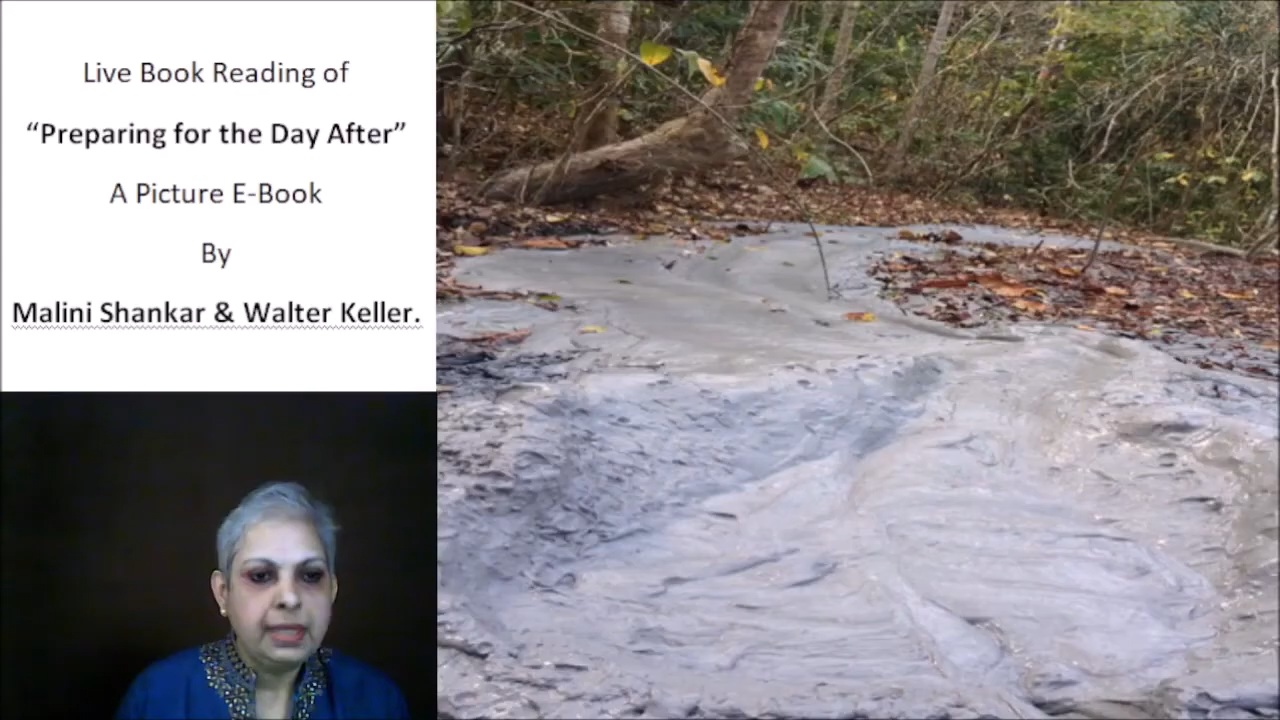 Live Book Reading of
“Preparing for the Day After”
A Picture E-Book
By
Malini Shankar & Walter Keller.